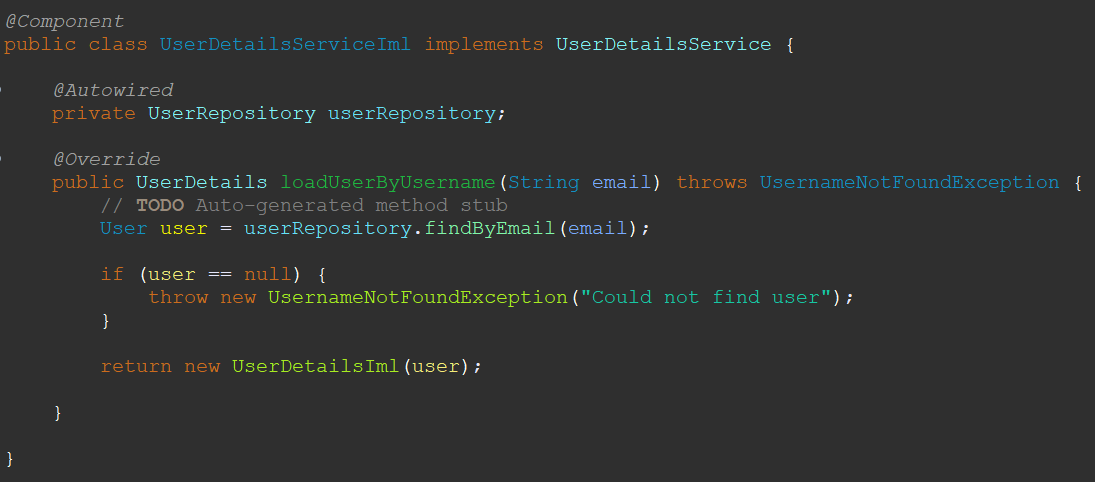 @Component
public class UserDetailsServiceIml implements UserDetailsService {
@Autowired
private UserRepository userRepository;
@Override
public UserDetails loadUserByUsername(String email) throws UsernameNotFoundException {
// TODO Auto-generated method stub
User user = userRepository.findByEmail(email);
if (user == null) {
throw new UsernameNotFoundException("Could not find user");
}
return new UserDetailsIml(user);
}
}